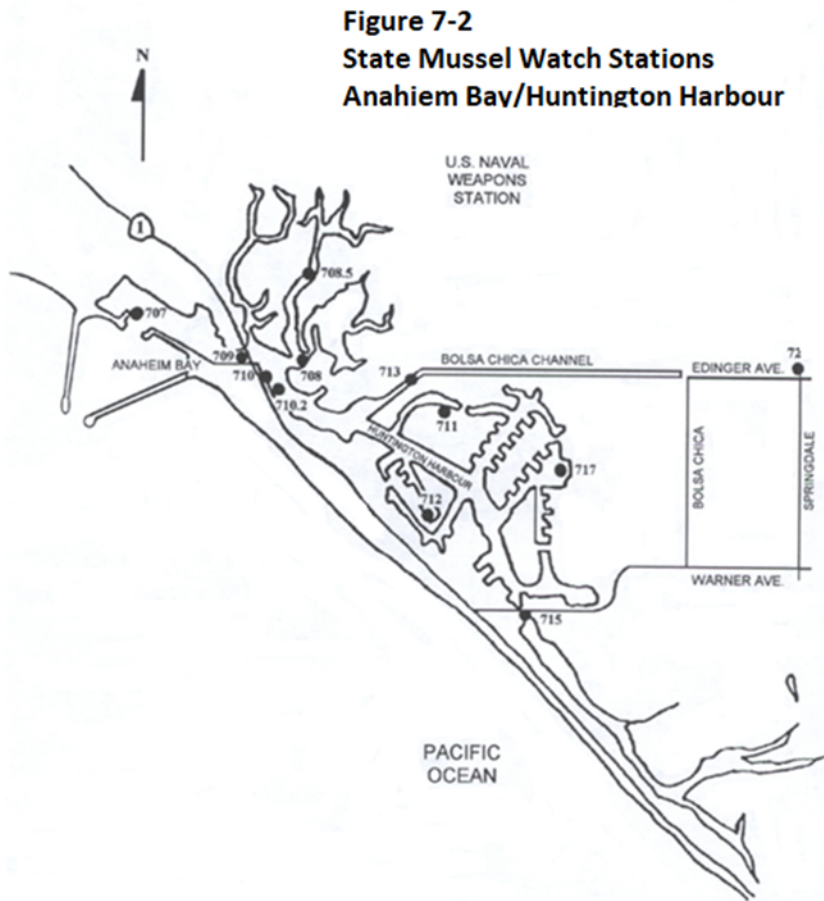 Figure 7-2
State Mussel Watch Stations
Anahiem Bay/Huntington Harbour
N
U.S. NAVAL
WEAPONS
STATION
1
708.5
707
709
ANAHEIM BAY
710
708
710.2
713
BOLSA CHICA CHANNEL
72
EDINGER AVE.
711
HUNTINGTON HARBOUR
717
712
BOLSA CHICA
SPRINGDALE
WARNER AVE.
715
PACIFIC
OCEAN